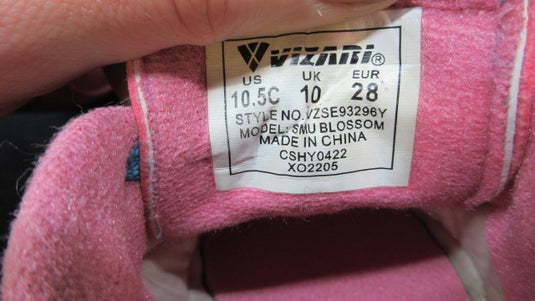 VIZARI®
US UK EUR
10.5C 10 28
STYLE NO.VZSE93296Y
MODEL: SMU BLOSSOM
MADE IN CHINA
CSHY0422
XO2205